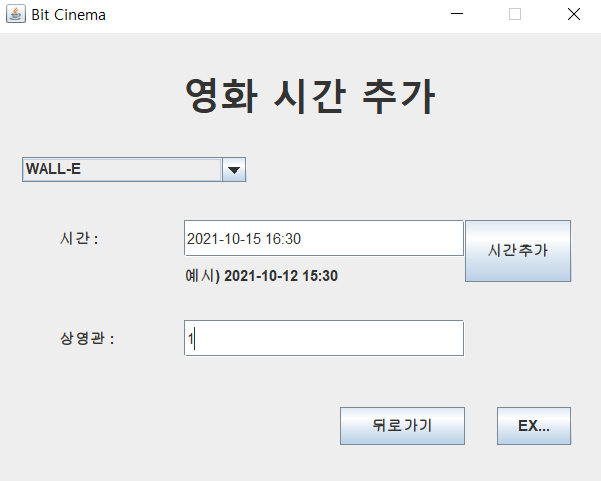 Bit Cinema
영화 시간 추가
WALL-E
시간 :
2021-10-15 16:30
시간추가
예시) 2021-10-12 15:30
상영관 :
1
뒤로가기
EX...